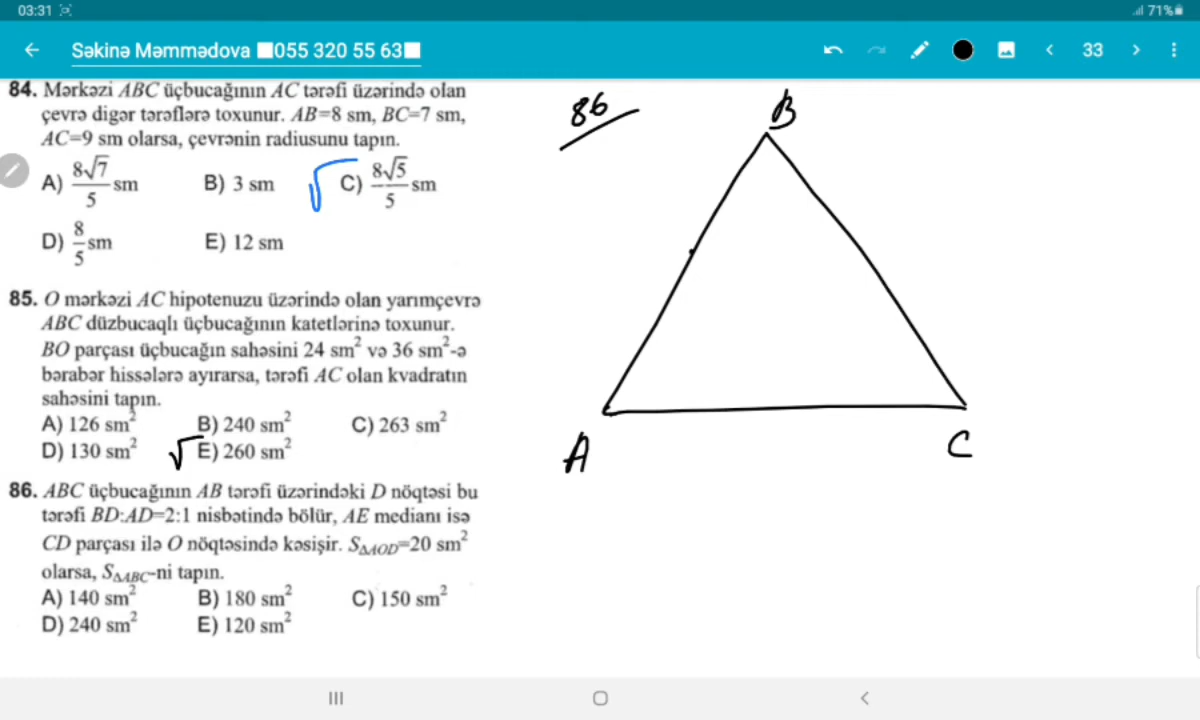 03:31
71%
Səkinə Məmmədova 055 320 55 63
33
84. Mərkəzi ABC üçbucağının AC tərəfi üzərində olan
çevrə digər tərəflərə toxunur. AB=8 sm, BC=7 sm,
AC=9 sm olarsa, çevrənin radiusunu tapın.
A) 8√7/5 sm B) 3 sm √ C) 8√5/5 sm
D) 8/5 sm E) 12 sm
85. O mərkəzi AC hipotenuzu üzərində olan yarımçevrə
ABC düzbucaqlı üçbucağının katetlərinə toxunur.
BO parçası üçbucağın sahəsini 24 sm² və 36 sm²-ə
bərabər hissələrə ayırarsa, tərəfi AC olan kvadratın
sahəsini tapın.
A) 126 sm² B) 240 sm² C) 263 sm²
D) 130 sm² √ E) 260 sm²
86. ABC üçbucağının AB tərəfi üzərindəki D nöqtəsi bu
tərəfi BD:AD=2:1 nisbətində bölür, AE medianı isə
CD parçası ilə O nöqtəsində kəsişir. S△AOD=20 sm²
olarsa, S△ABC-ni tapın.
A) 140 sm² B) 180 sm² C) 150 sm²
D) 240 sm² E) 120 sm²
86
B
A
C